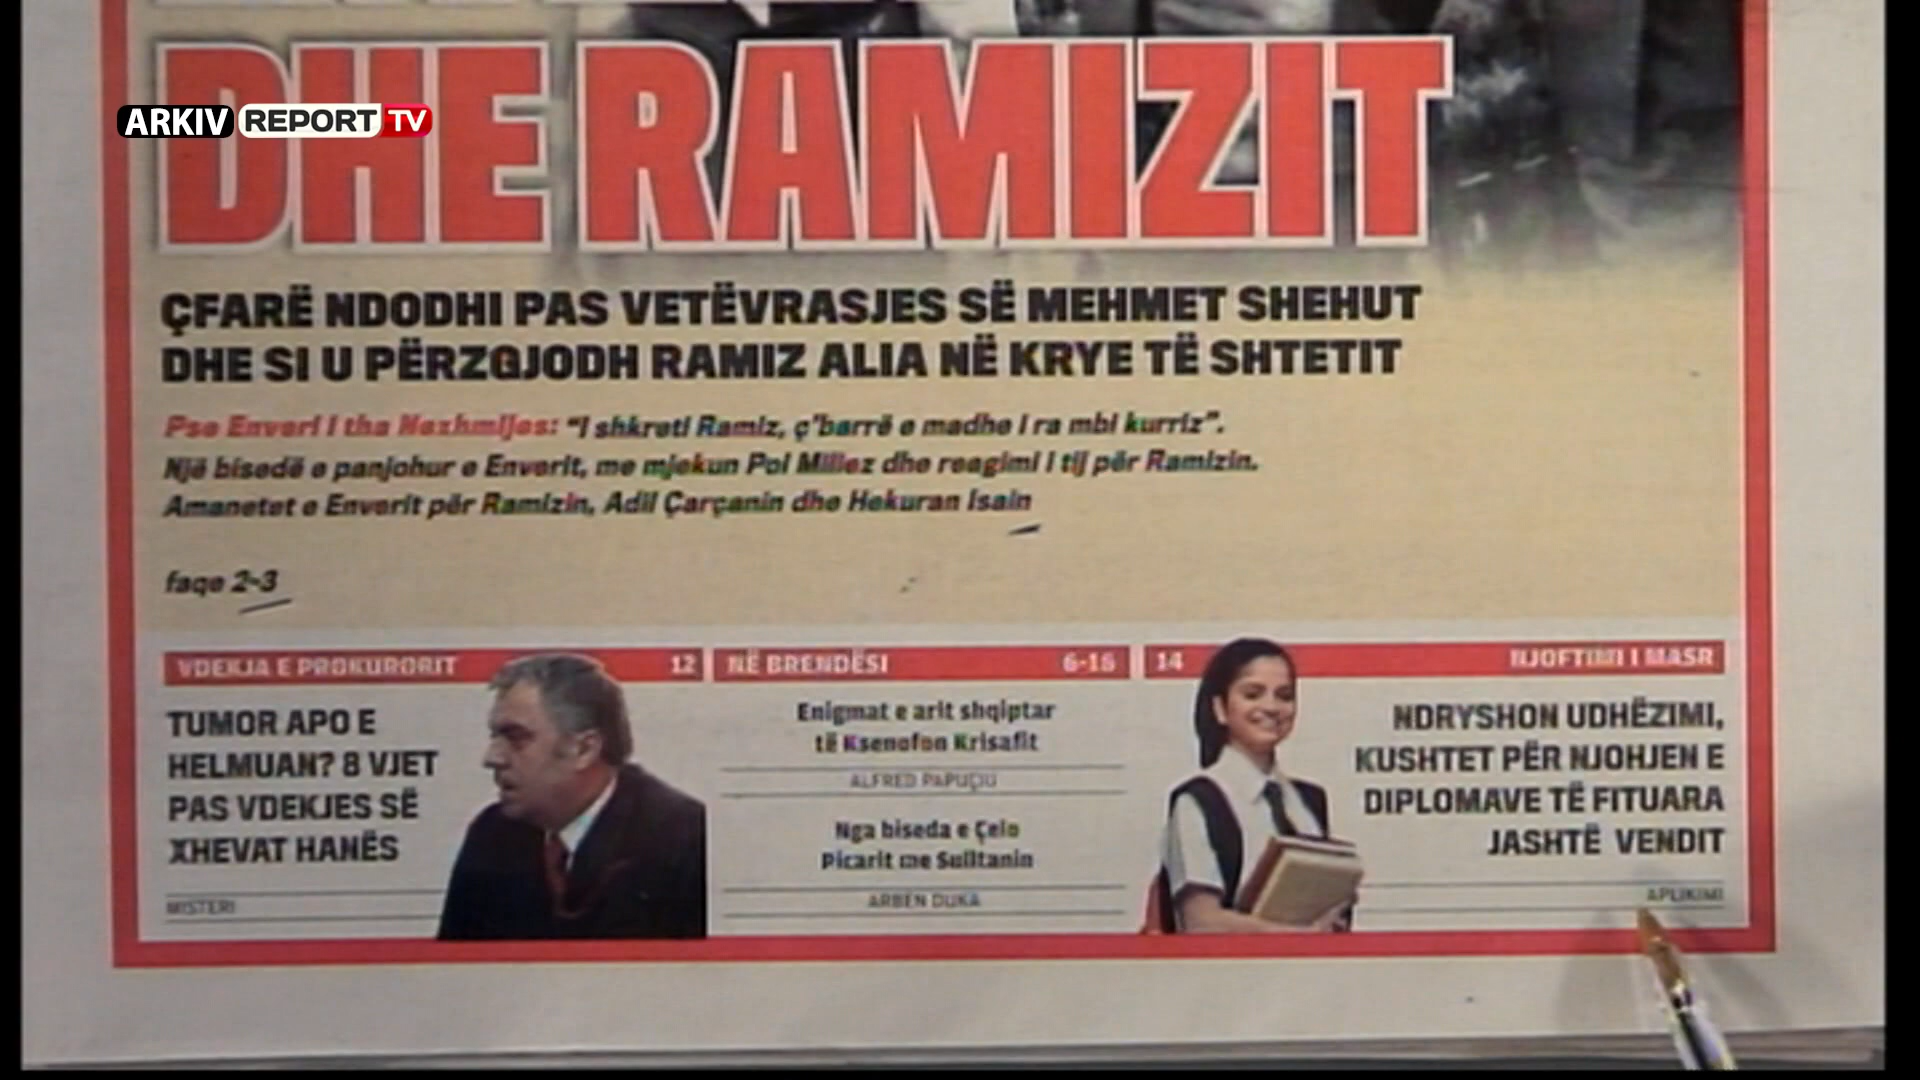 DHE RAMIZIT
ARKIV REPORT TV
ÇFARË NDODHI PAS VETËVRASJES SË MEHMET SHEHUT
DHE SI U PËRZGJODH RAMIZ ALIA NË KRYE TË SHTETIT
Pse Enveri i tha Nexhmijes: "I shkreti Ramiz, ç'barrë e madhe i ra mbi kurriz".
Një bisedë e panjohur e Enverit, me mjekun Pol Milliez dhe reagimi i tij për Ramizin.
Amanetet e Enverit për Ramizin, Adil Çarçanin dhe Hekuran Isain
faqe 2-3
VDEKJA E PROKURORIT 12
TUMOR APO E
HELMUAN? 8 VJET
PAS VDEKJES SË
XHEVAT HANËS
MISTERI
NË BRENDËSI 6-16
Enigmat e arit shqiptar
të Ksenofon Krisafit
ALFRED PAPUÇIU
Nga biseda e Çelo
Picarit me Sulltanin
ARBEN DUKA
14 NJOFTIMI I MASR
NDRYSHON UDHËZIMI,
KUSHTET PËR NJOHJEN E
DIPLOMAVE TË FITUARA
JASHTË VENDIT
APLIKIMI